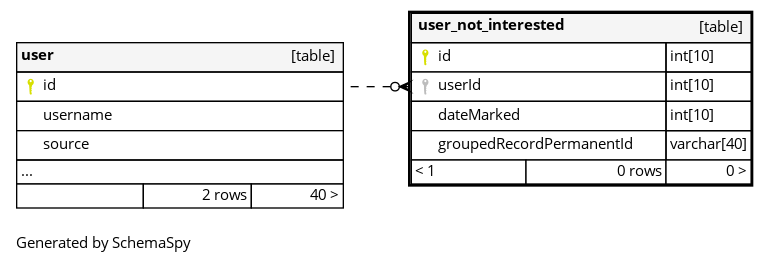 user [table]
id
username
source
...
2 rows 40 >
user_not_interested [table]
id int[10]
userId int[10]
dateMarked int[10]
groupedRecordPermanentId varchar[40]
< 1 0 rows 0 >
Generated by SchemaSpy